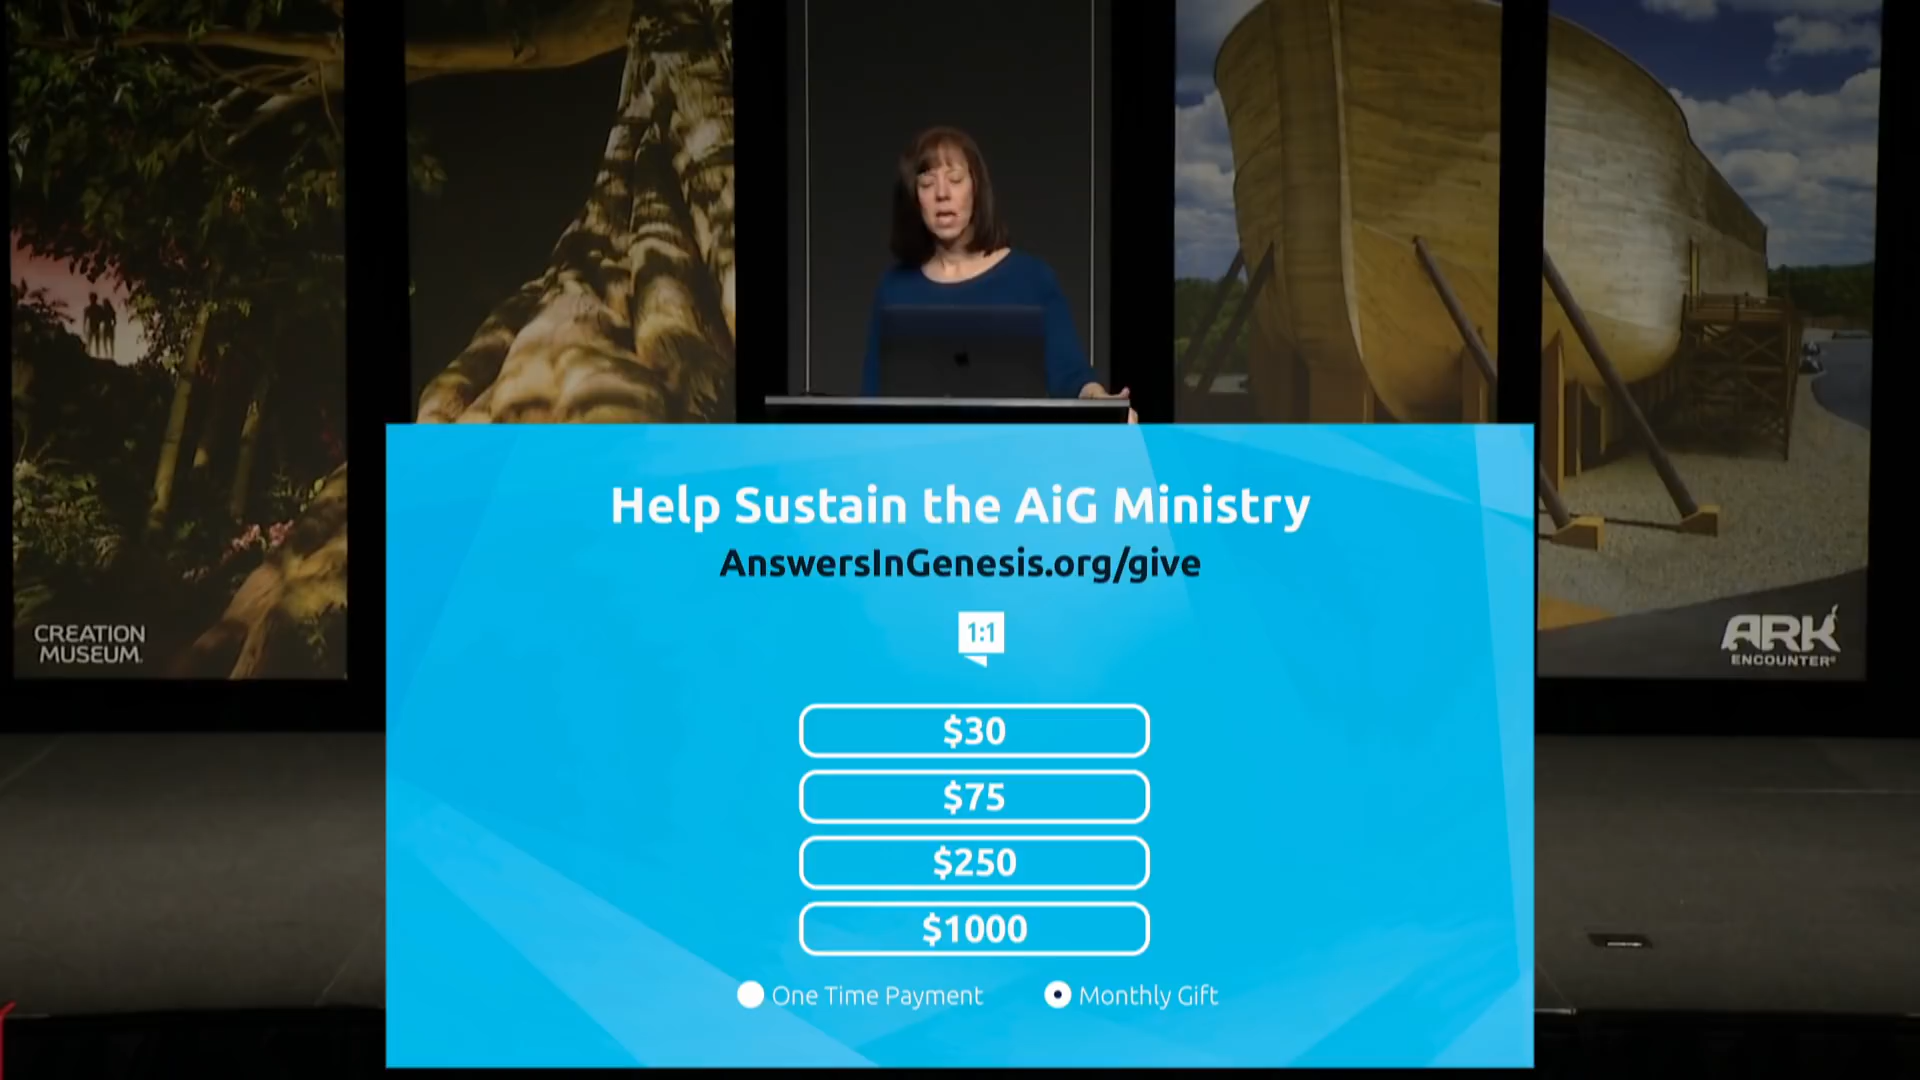 CREATION
MUSEUM
ARK
ENCOUNTER
Help Sustain the AiG Ministry
AnswersInGenesis.org/give
1:1
$30
$75
$250
$1000
One Time Payment
Monthly Gift